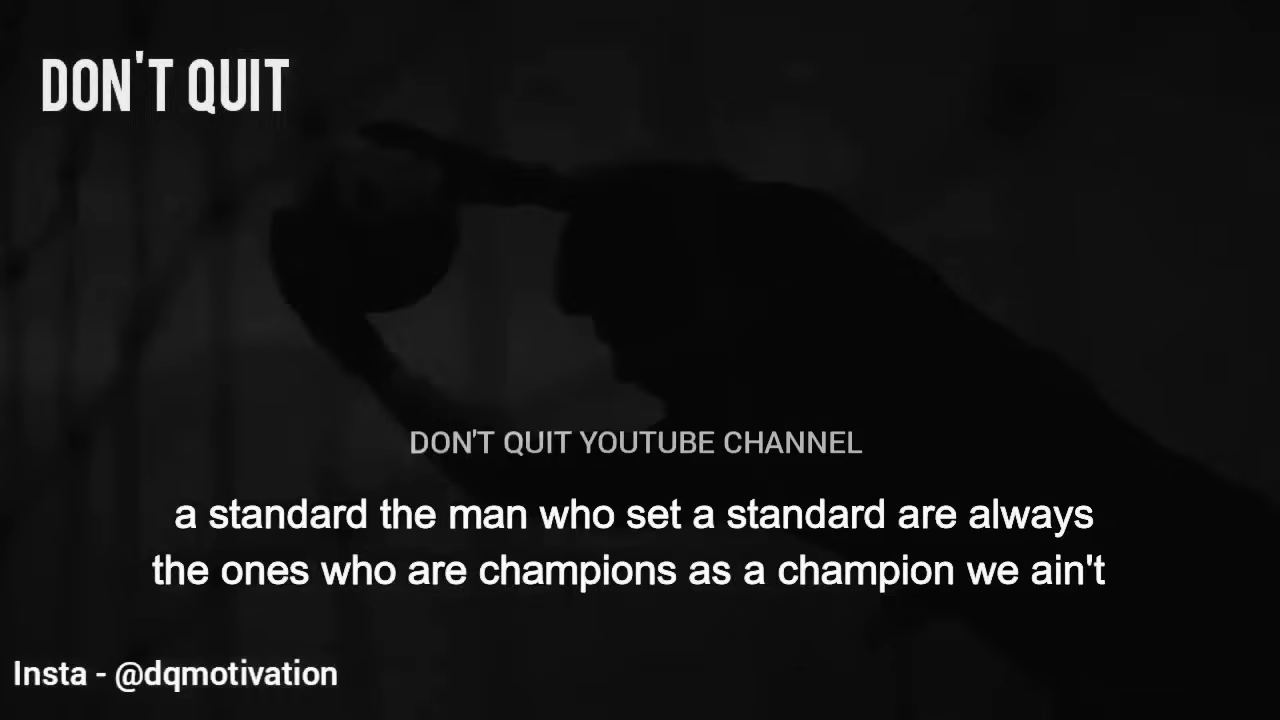 DON'T QUIT
DON'T QUIT YOUTUBE CHANNEL
a standard the man who set a standard are always
the ones who are champions as a champion we ain't
Insta - @dqmotivation